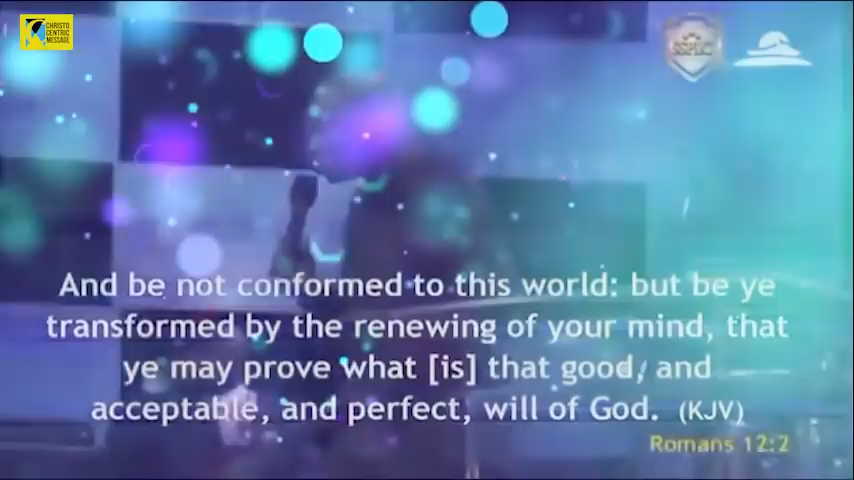 CHRISTO
CENTRIC
MESSAGE
And be not conformed to this world: but be ye
transformed by the renewing of your mind, that
ye may prove what [is] that good, and
acceptable, and perfect, will of God. (KJV)
Romans 12:2